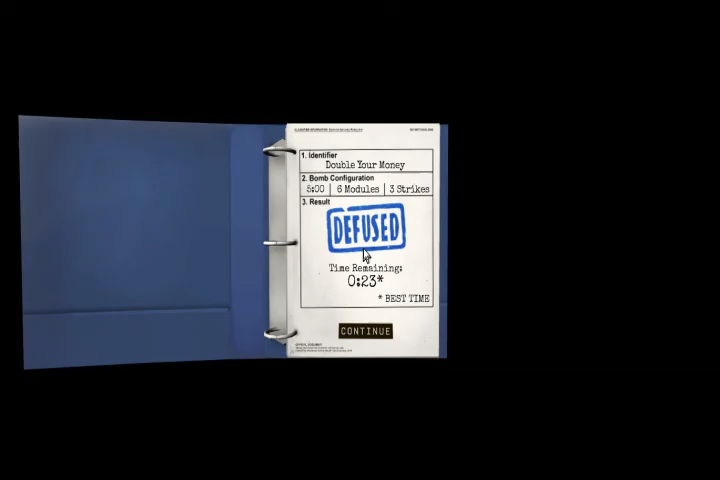 1. Identifier
Double Your Money
2. Bomb Configuration
5:00 6 Modules 3 Strikes
3. Result
DEFUSED
Time Remaining:
0:23*
* BEST TIME
CONTINUE